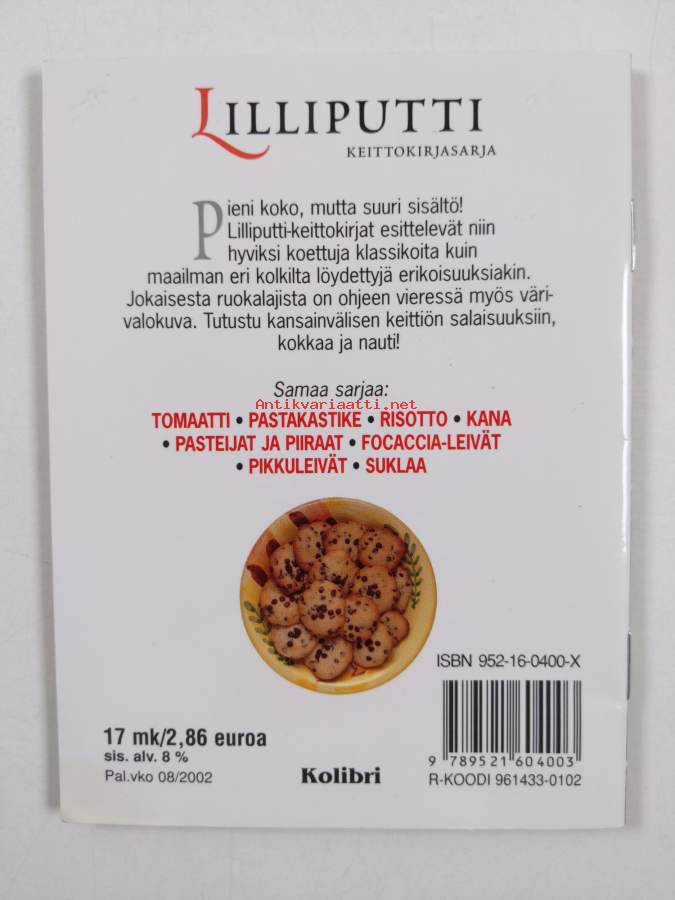 LILLIPUTTI
KEITTOKIRJASARJA
Pieni koko, mutta suuri sisältö!
Lilliputti-keittokirjat esittelevät niin
hyviksi koettuja klassikoita kuin
maailman eri kolkilta löydettyjä erikoisuuksiakin.
Jokaisesta ruokalajista on ohjeen vieressä myös väri-
valokuva. Tutustu kansainvälisen keittiön salaisuuksiin,
kokkaa ja nauti!
Samaa sarjaa:
Antikvariaatti.net
TOMAATTI • PASTAKASTIKE • RISOTTO • KANA
• PASTEIJAT JA PIIRAAT • FOCACCIA-LEIVÄT
• PIKKULEIVÄT • SUKLAA
ISBN 952-16-0400-X
17 mk/2,86 euroa
sis. alv. 8 %
Pal.vko 08/2002
Kolibri
9 789521 604003
R-KOODI 961433-0102